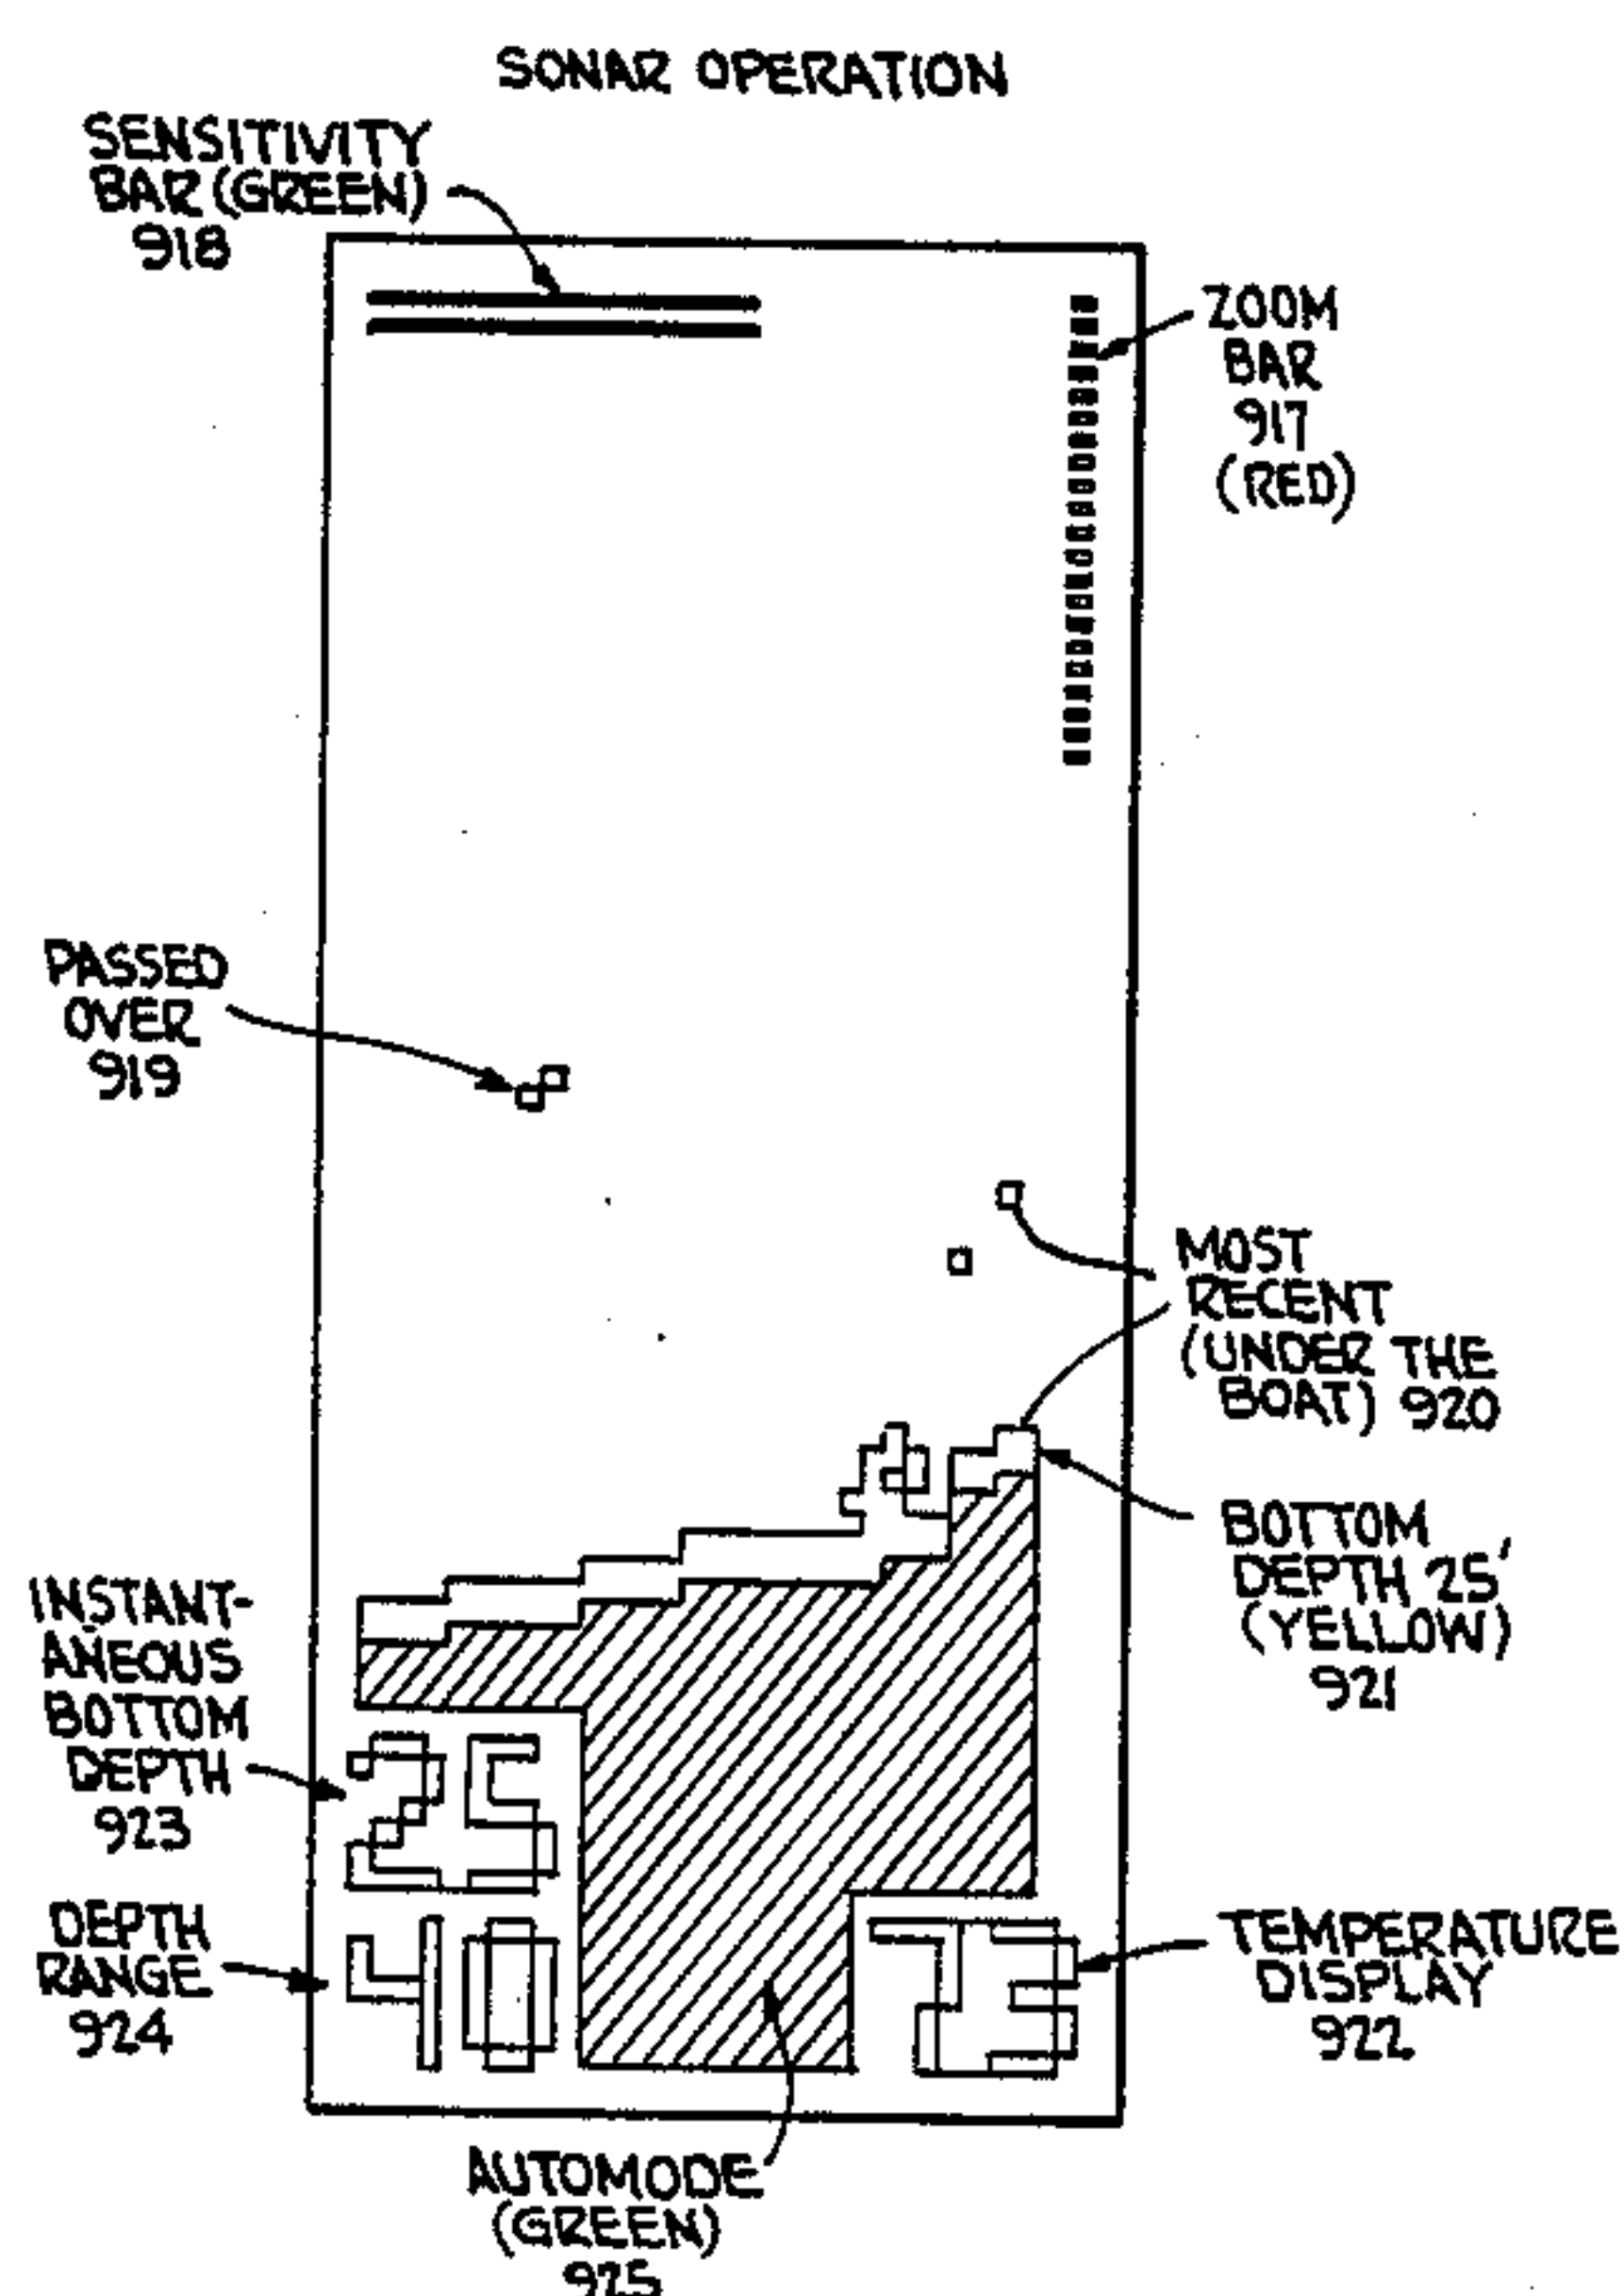 SONAR OPERATION
SENSITIVITY
BAR (GREEN)
918
ZOOM
BAR
917
(RED)
PASSED
OVER
919
MOST
RECENT
(UNDER THE
BOAT) 920
BOTTOM
DEPTH 25'
(YELLOW)
921
INSTANT-
ANEOUS
BOTTOM
DEPTH
923
25
DEPTH
RANGE
924
40
TEMPERATURE
DISPLAY
922
AUTOMODE
(GREEN)
925